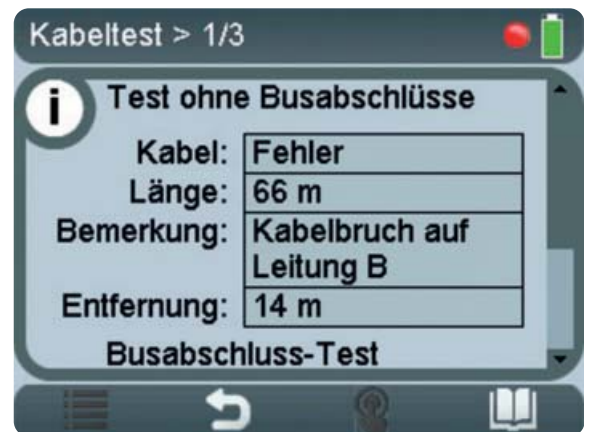 Kabeltest > 1/3
i
Test ohne Busabschlüsse
Kabel: Fehler
Länge: 66 m
Bemerkung: Kabelbruch auf
Leitung B
Entfernung: 14 m
Busabschluss-Test